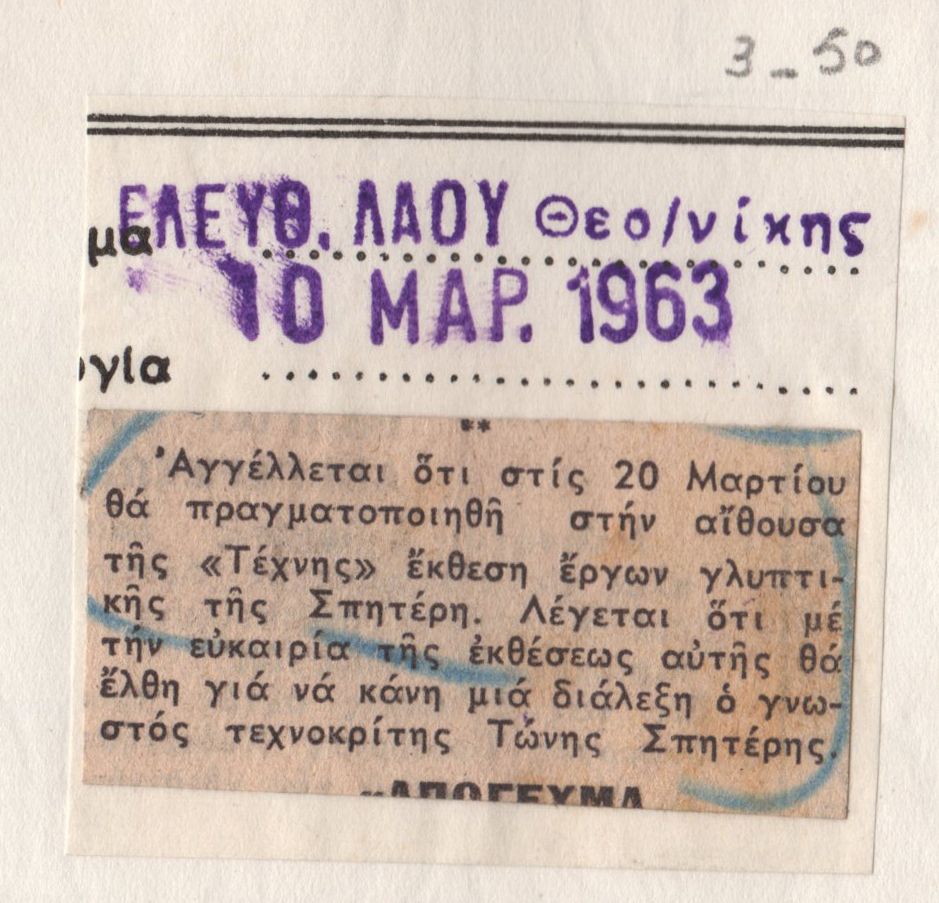 3-50
ΕΛΕΥΘ. ΛΑΟΥ Θεο/νίκης
μα
10 ΜΑΡ. 1963
γία
**
Ἀγγέλλεται ὅτι στίς 20 Μαρτίου
θά πραγματοποιηθῆ στήν αἴθουσα
τῆς «Τέχνης» ἔκθεση ἔργων γλυπτι-
κῆς τῆς Σπητέρη. Λέγεται ὅτι μέ
τήν εὐκαιρία τῆς ἐκθέσεως αὐτῆς θά
ἔλθη γιά νά κάνη μιά διάλεξη ὁ γνω-
στός τεχνοκρίτης Τώνης Σπητέρης.
«ΑΠΟΓΕΥΜΑ